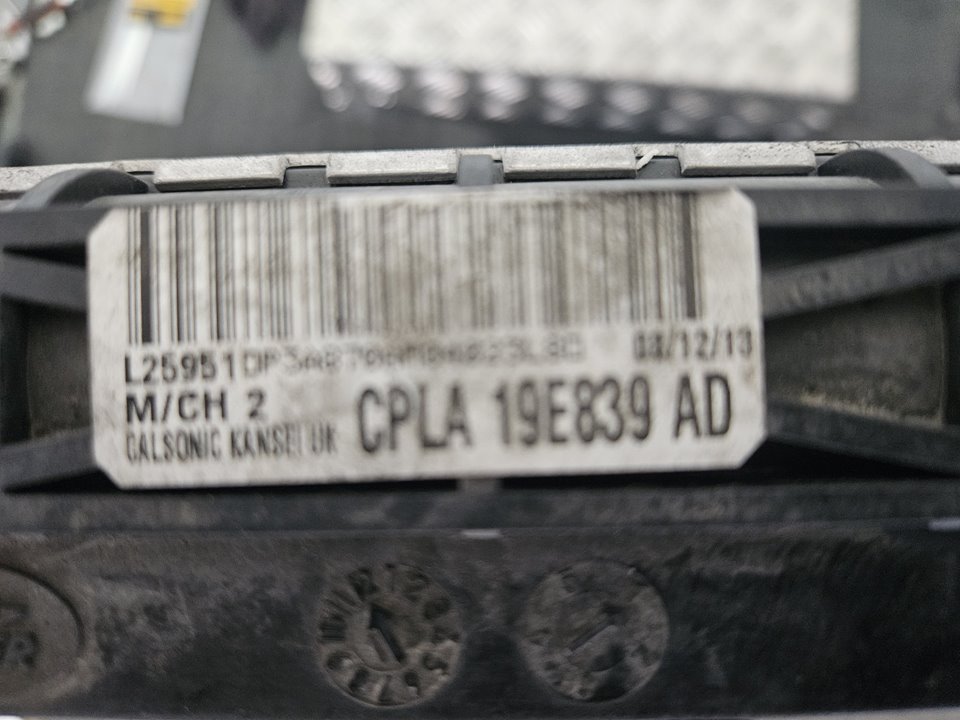 L25951 08/12/13
M/CH 2
CPLA 19E839 AD
CALSONIC KANSEI UK